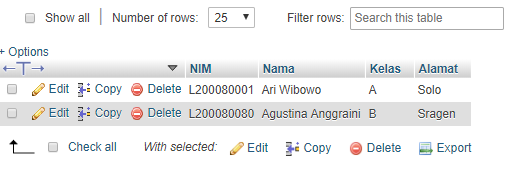 Show all Number of rows: 25 Filter rows: Search this table
+ Options
←T→ NIM Nama Kelas Alamat
Edit Copy Delete L200080001 Ari Wibowo A Solo
Edit Copy Delete L200080080 Agustina Anggraini B Sragen
Check all With selected: Edit Copy Delete Export